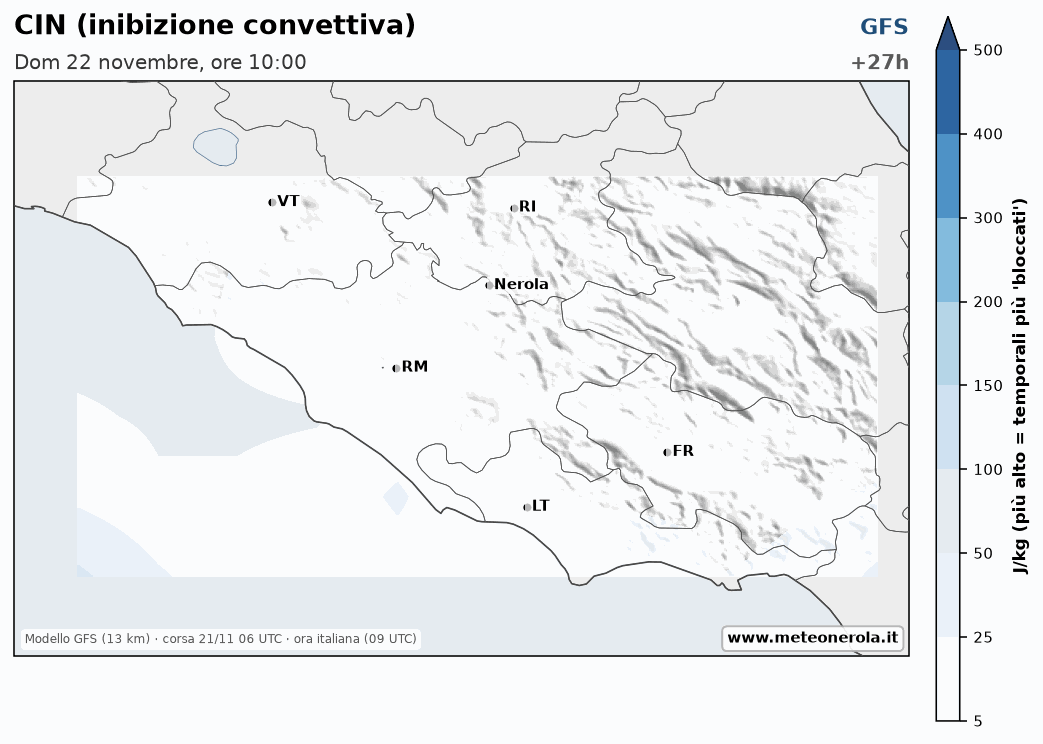 CIN (inibizione convettiva)
GFS
Dom 22 novembre, ore 10:00
+27h
500
400
300
200
150
100
50
25
5
J/kg (più alto = temporali più 'bloccati')
VT
RI
Nerola
RM
FR
LT
Modello GFS (13 km) · corsa 21/11 06 UTC · ora italiana (09 UTC)
www.meteonerola.it